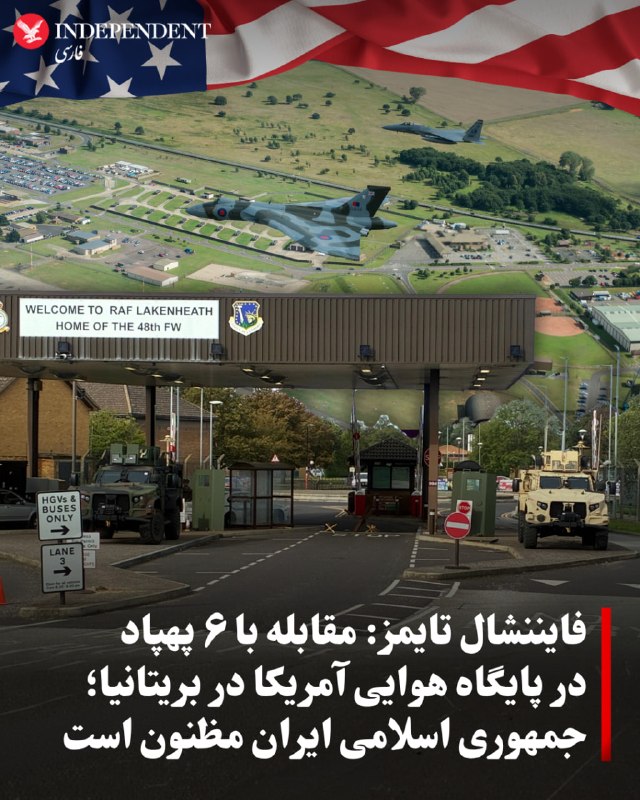 INDEPENDENT
فارسی
WELCOME TO RAF LAKENHEATH
HOME OF THE 48th FW
HGVs &
BUSES
ONLY
LANE
3
STOP
فایننشال تایمز: مقابله با ۶ پهپاد
در پایگاه هوایی آمریکا در بریتانیا؛
جمهوری اسلامی ایران مظنون است